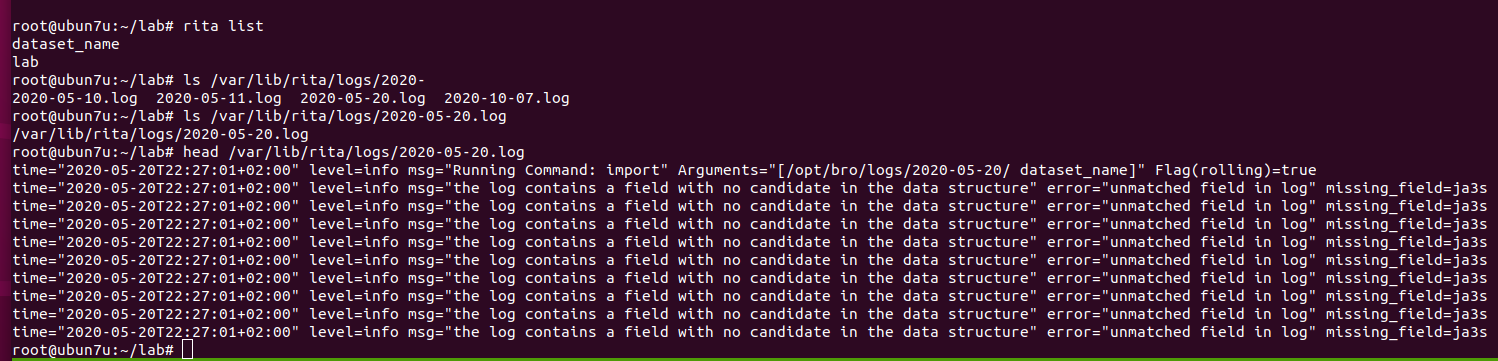 root@ubun7u:~/lab# rita list
dataset_name
lab
root@ubun7u:~/lab# ls /var/lib/rita/logs/2020-
2020-05-10.log  2020-05-11.log  2020-05-20.log  2020-10-07.log
root@ubun7u:~/lab# ls /var/lib/rita/logs/2020-05-20.log
/var/lib/rita/logs/2020-05-20.log
root@ubun7u:~/lab# head /var/lib/rita/logs/2020-05-20.log
time="2020-05-20T22:27:01+02:00" level=info msg="Running Command: import" Arguments="[/opt/bro/logs/2020-05-20/ dataset_name]" Flag(rolling)=true
time="2020-05-20T22:27:01+02:00" level=info msg="the log contains a field with no candidate in the data structure" error="unmatched field in log" missing_field=ja3s
time="2020-05-20T22:27:01+02:00" level=info msg="the log contains a field with no candidate in the data structure" error="unmatched field in log" missing_field=ja3s
time="2020-05-20T22:27:01+02:00" level=info msg="the log contains a field with no candidate in the data structure" error="unmatched field in log" missing_field=ja3s
time="2020-05-20T22:27:01+02:00" level=info msg="the log contains a field with no candidate in the data structure" error="unmatched field in log" missing_field=ja3s
time="2020-05-20T22:27:01+02:00" level=info msg="the log contains a field with no candidate in the data structure" error="unmatched field in log" missing_field=ja3s
time="2020-05-20T22:27:01+02:00" level=info msg="the log contains a field with no candidate in the data structure" error="unmatched field in log" missing_field=ja3s
time="2020-05-20T22:27:01+02:00" level=info msg="the log contains a field with no candidate in the data structure" error="unmatched field in log" missing_field=ja3s
time="2020-05-20T22:27:01+02:00" level=info msg="the log contains a field with no candidate in the data structure" error="unmatched field in log" missing_field=ja3s
time="2020-05-20T22:27:01+02:00" level=info msg="the log contains a field with no candidate in the data structure" error="unmatched field in log" missing_field=ja3s
root@ubun7u:~/lab#